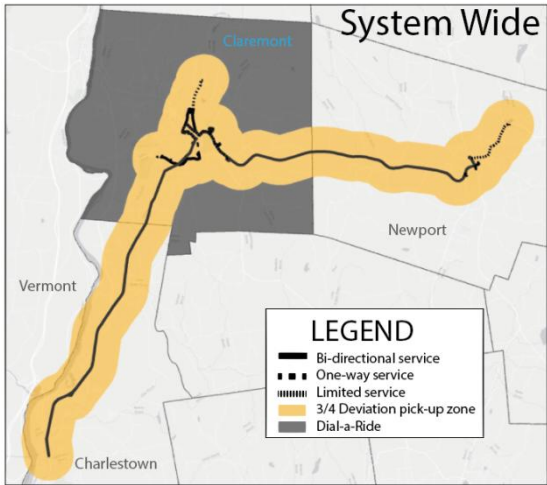 System Wide
Claremont
Newport
Vermont
LEGEND
Bi-directional service
One-way service
Limited service
3/4 Deviation pick-up zone
Dial-a-Ride
Charlestown